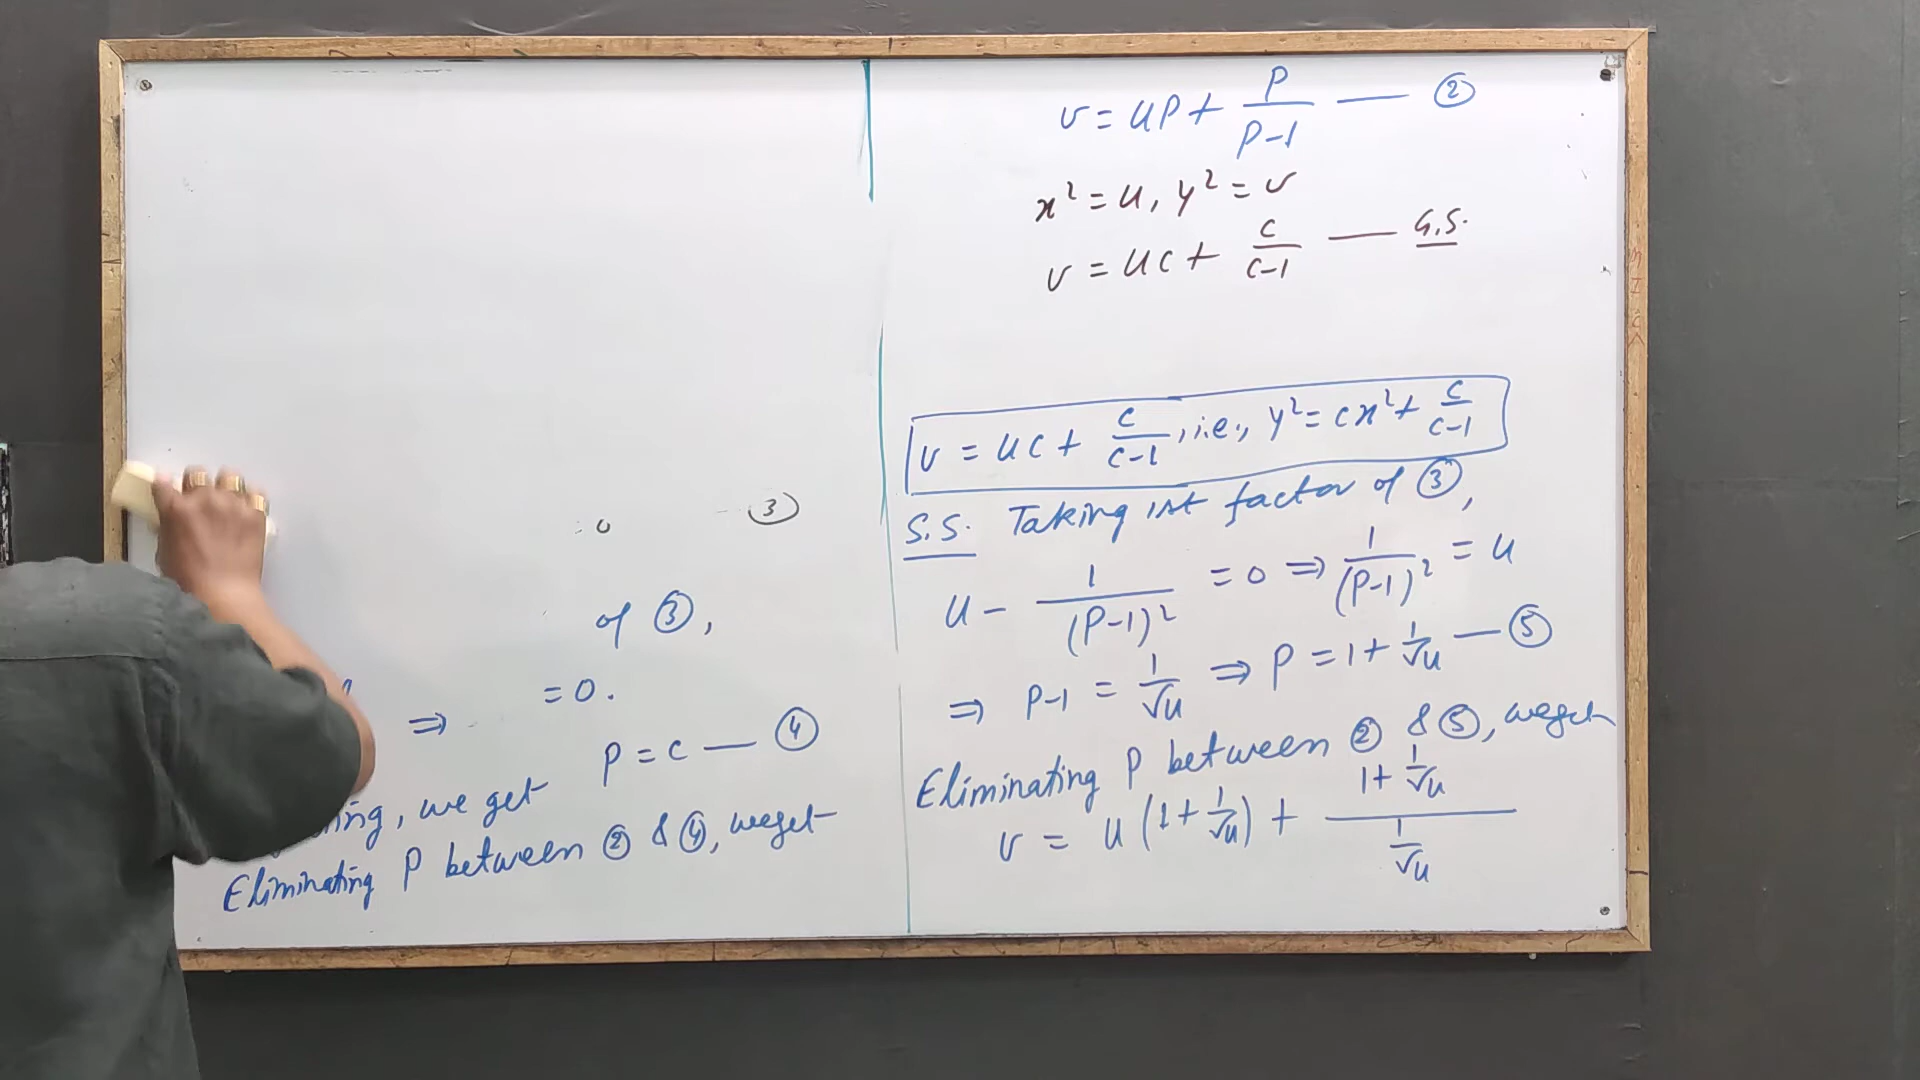 = 0 ③
of ③,
⇒ = 0.
P = c — ④
ing, we get
Eliminating P between ② & ④, we get
v = uP + P/(P-1) — ②
x² = u, y² = v
v = uc + c/(c-1) — G.S.
v = uc + c/(c-1), i.e., y² = cx² + c/(c-1)
S.S. Taking Ist factor of ③,
u - 1/(P-1)² = 0 ⇒ 1/(P-1)² = u
⇒ P-1 = 1/√u ⇒ P = 1 + 1/√u — ⑤
Eliminating P between ② & ⑤, we get
v = u(1 + 1/√u) + (1 + 1/√u)/(1/√u)